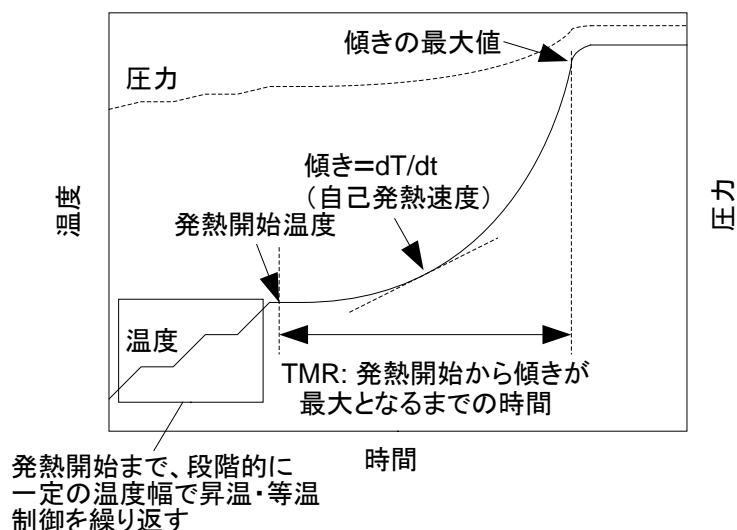 傾きの最大値
圧力
傾き=dT/dt
（自己発熱速度）
発熱開始温度
温度
圧力
温度
TMR: 発熱開始から傾きが
最大となるまでの時間
時間
発熱開始まで、段階的に
一定の温度幅で昇温・等温
制御を繰り返す